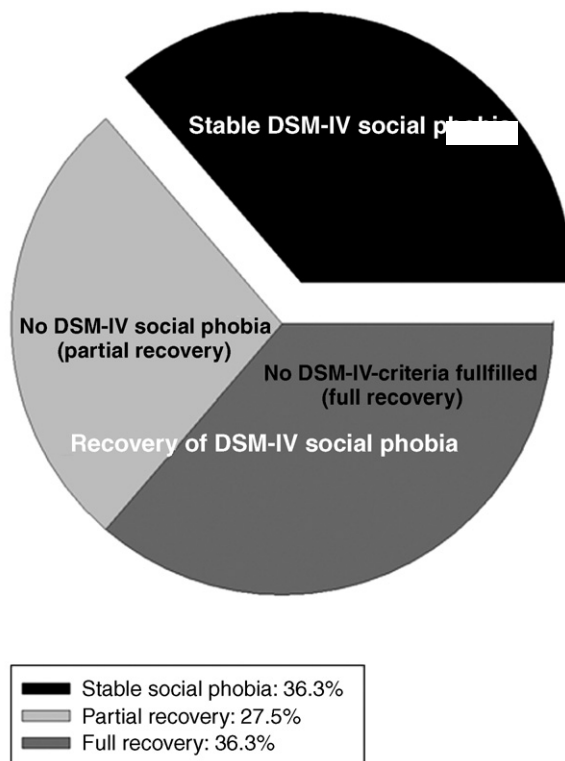 Stable DSM-IV social
No DSM-IV social phobia
(partial recovery)
No DSM-IV-criteria fullfilled
(full recovery)
Recovery of DSM-IV social phobia
Stable social phobia: 36.3%
Partial recovery: 27.5%
Full recovery: 36.3%